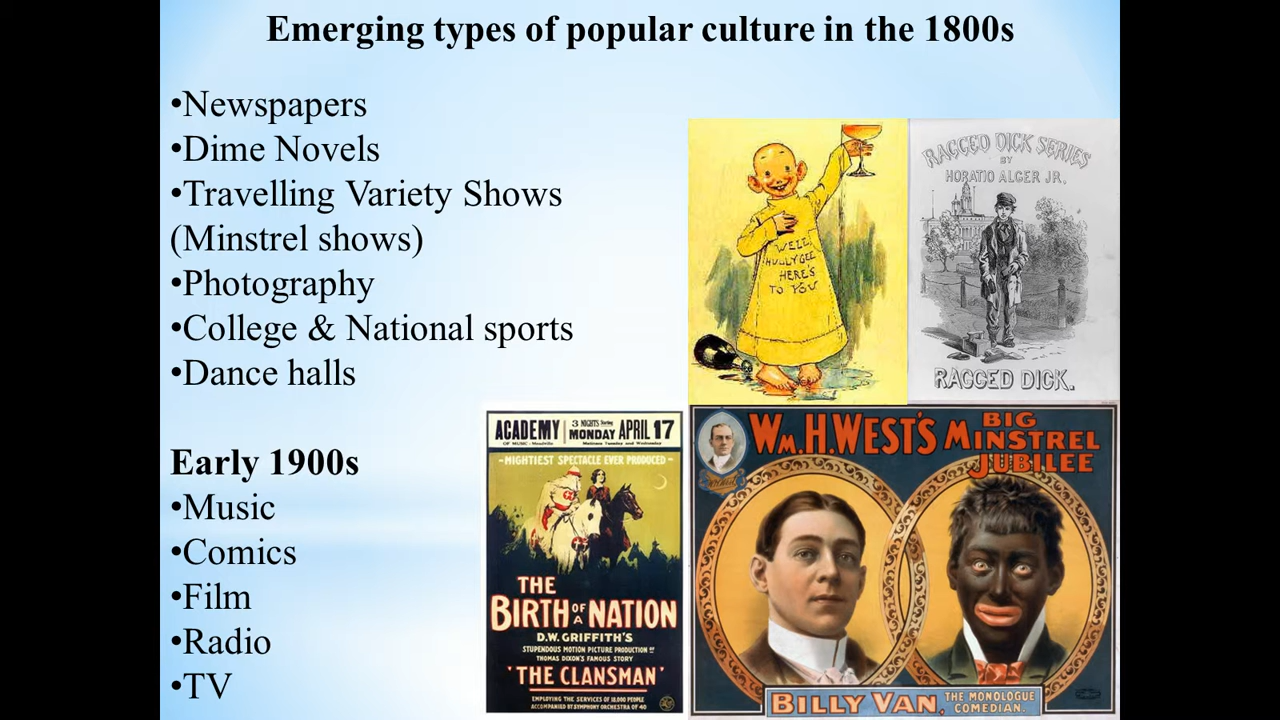 Emerging types of popular culture in the 1800s
•Newspapers
•Dime Novels
•Travelling Variety Shows
(Minstrel shows)
•Photography
•College & National sports
•Dance halls
Early 1900s
•Music
•Comics
•Film
•Radio
•TV
WELL,
HULLY GEE
HERE'S
TO YOU
RAGGED DICK SERIES
BY
HORATIO ALGER JR.
RAGGED DICK.
ACADEMY
OF MUSIC
3 NIGHTS
MONDAY APRIL 17
Matinees Tuesday and Wednesday
-MIGHTIEST SPECTACLE EVER PRODUCED-
THE
BIRTH OF A NATION
D.W. GRIFFITH'S
STUPENDOUS MOTION PICTURE PRODUCTION OF
THOMAS DIXON'S FAMOUS STORY
"THE CLANSMAN"
EMPLOYING THE SERVICES OF 18,000 PEOPLE
ACCOMPANIED BY SYMPHONY ORCHESTRA OF 40
WM. H. WEST'S
BIG
MINSTREL
JUBILEE
BILLY VAN,
THE MONOLOGUE
COMEDIAN.